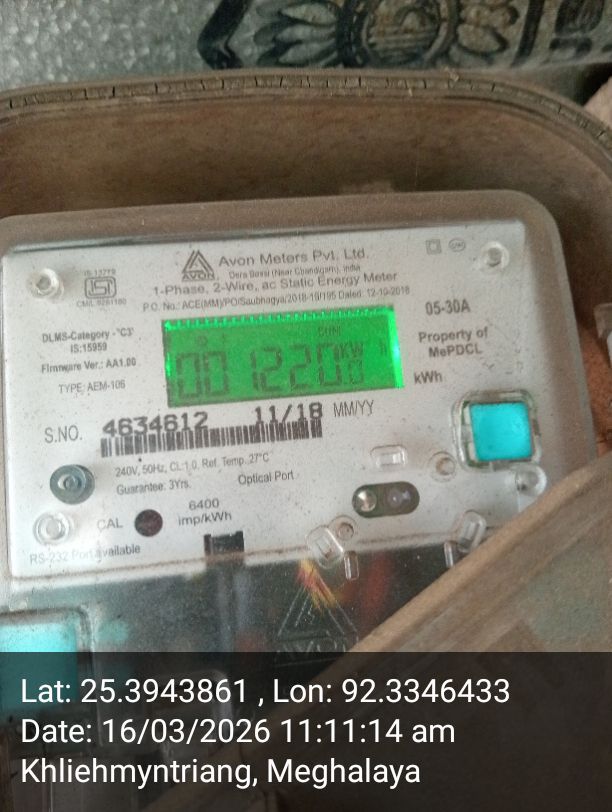 AVON
Avon Meters Pvt. Ltd.
Dera Bassi (Near Chandigarh), India
1-Phase, 2-Wire, ac Static Energy Meter
P.O. No.: ACE(MM)/PO/Saubhagya/2018-19/195 Dated: 12-10-2018
IS 13779
ISI
DLMS-Category - 'C3'
IS:15959
Firmware Ver.: AA1.00
TYPE: AEM-106
CUM
001220.0 kW h
05-30A
Property of
MePDCL
kWh
S.NO. 4634612 11/18 MM/YY
240V, 50Hz, CL:1.0, Ref. Temp. 27°C
Guarantee: 3Yrs. Optical Port
CAL 6400
imp/kWh
RS-232 Port available
AVON
Lat: 25.3943861 , Lon: 92.3346433
Date: 16/03/2026 11:11:14 am
Khliehmyntriang, Meghalaya